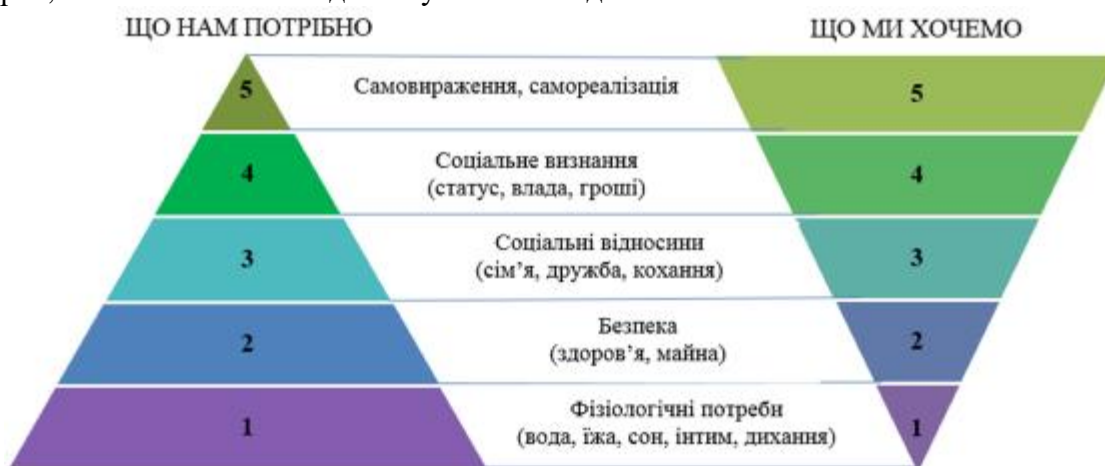 ЩО НАМ ПОТРІБНО
ЩО МИ ХОЧЕМО
5
Самовираження, самореалізація
5
4
Соціальне визнання
(статус, влада, гроші)
4
3
Соціальні відносини
(сім’я, дружба, кохання)
3
2
Безпека
(здоров’я, майна)
2
1
Фізіологічні потреби
(вода, їжа, сон, інтим, дихання)
1